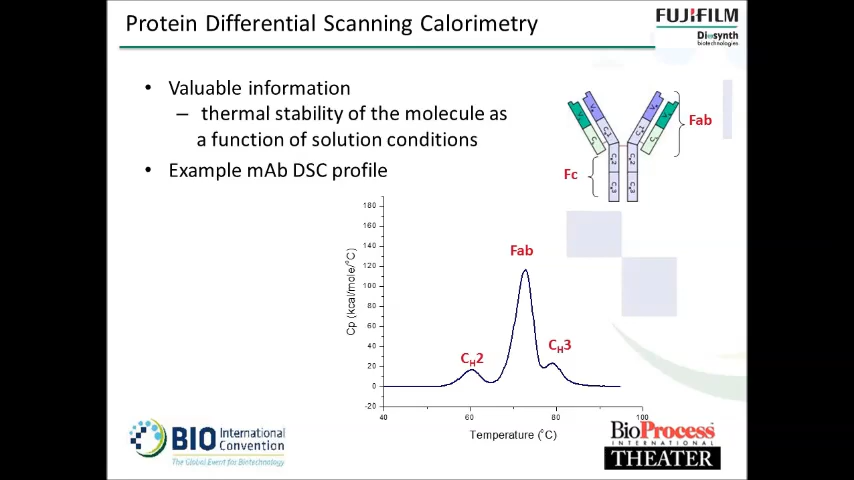 Protein Differential Scanning Calorimetry
FUJIFILM
Diosynth
biotechnologies
• Valuable information
– thermal stability of the molecule as
a function of solution conditions
• Example mAb DSC profile
Fab
Fc
180
160
140
120
100
80
60
40
20
0
-20
Cp (kcal/mole/°C)
Fab
CH2
CH3
40
60
80
100
Temperature (°C)
BIO International
Convention
The Global Event for Biotechnology
BioProcess
INTERNATIONAL
THEATER